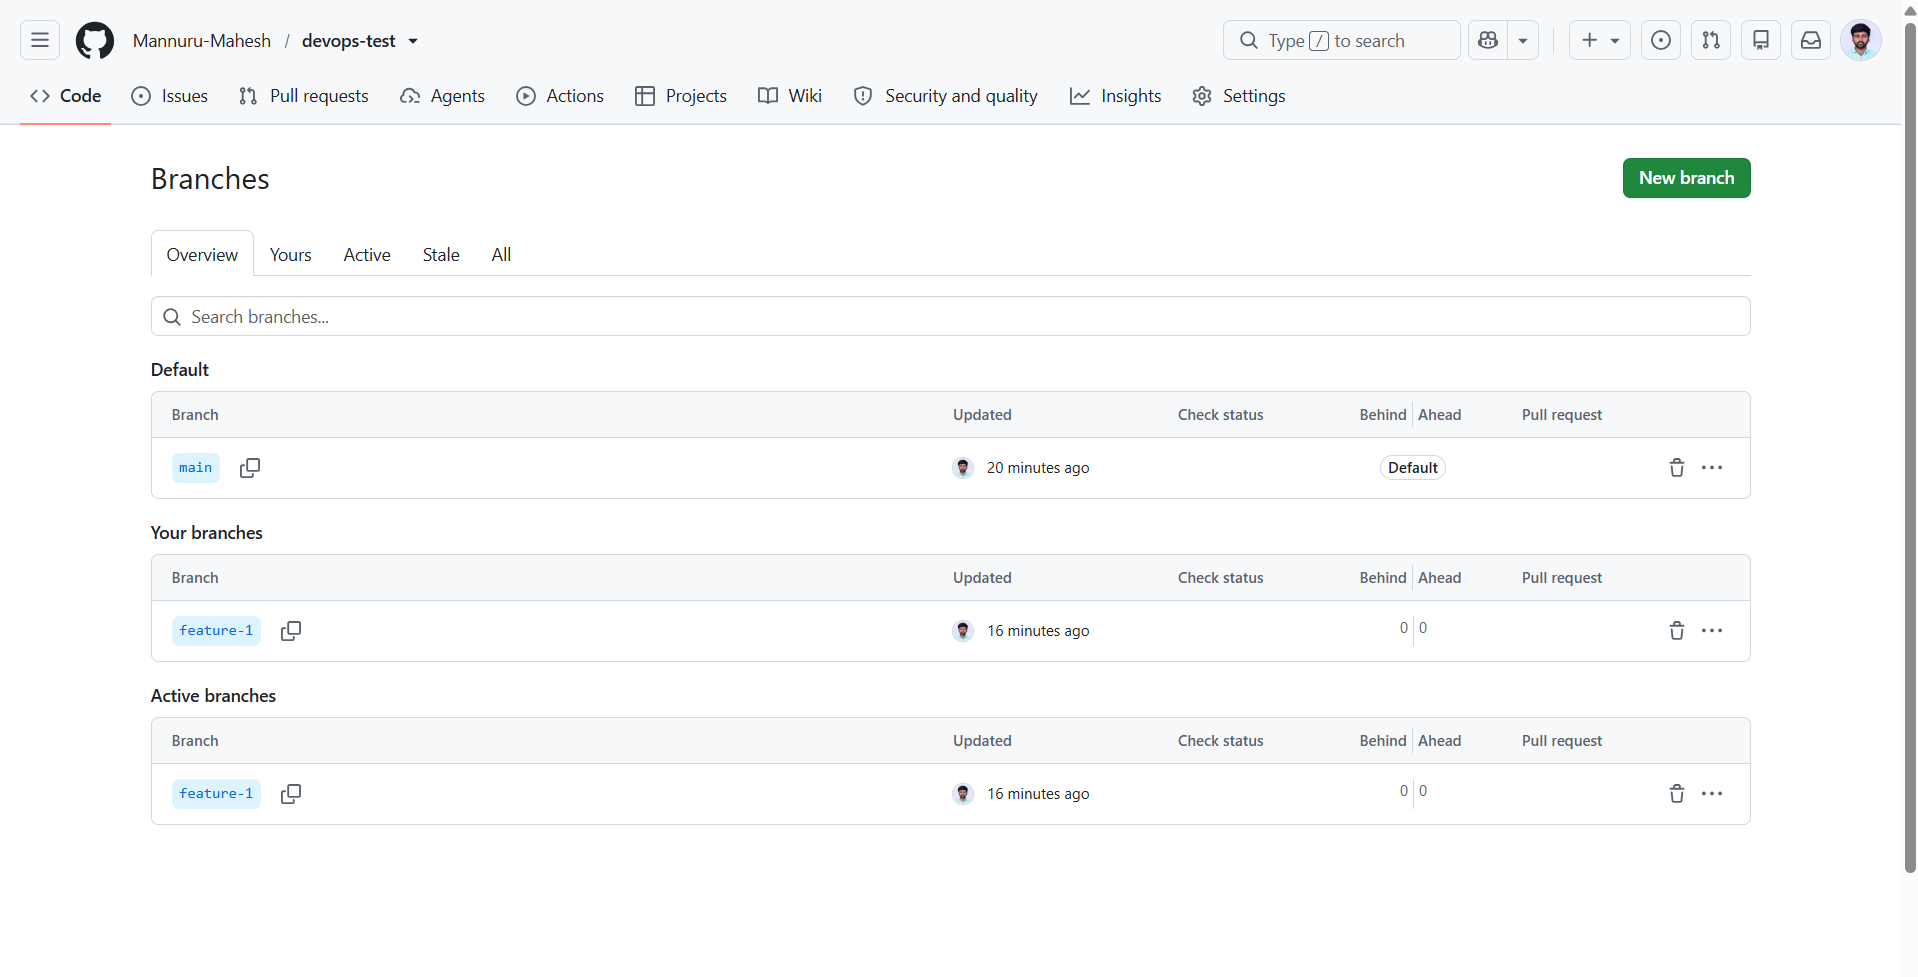 Mannuru-Mahesh / devops-test
Type / to search
Code Issues Pull requests Agents Actions Projects Wiki Security and quality Insights Settings
Branches
New branch
Overview Yours Active Stale All
Search branches...
Default
Branch Updated Check status Behind Ahead Pull request
main 20 minutes ago Default
Your branches
Branch Updated Check status Behind Ahead Pull request
feature-1 16 minutes ago 0 0
Active branches
Branch Updated Check status Behind Ahead Pull request
feature-1 16 minutes ago 0 0